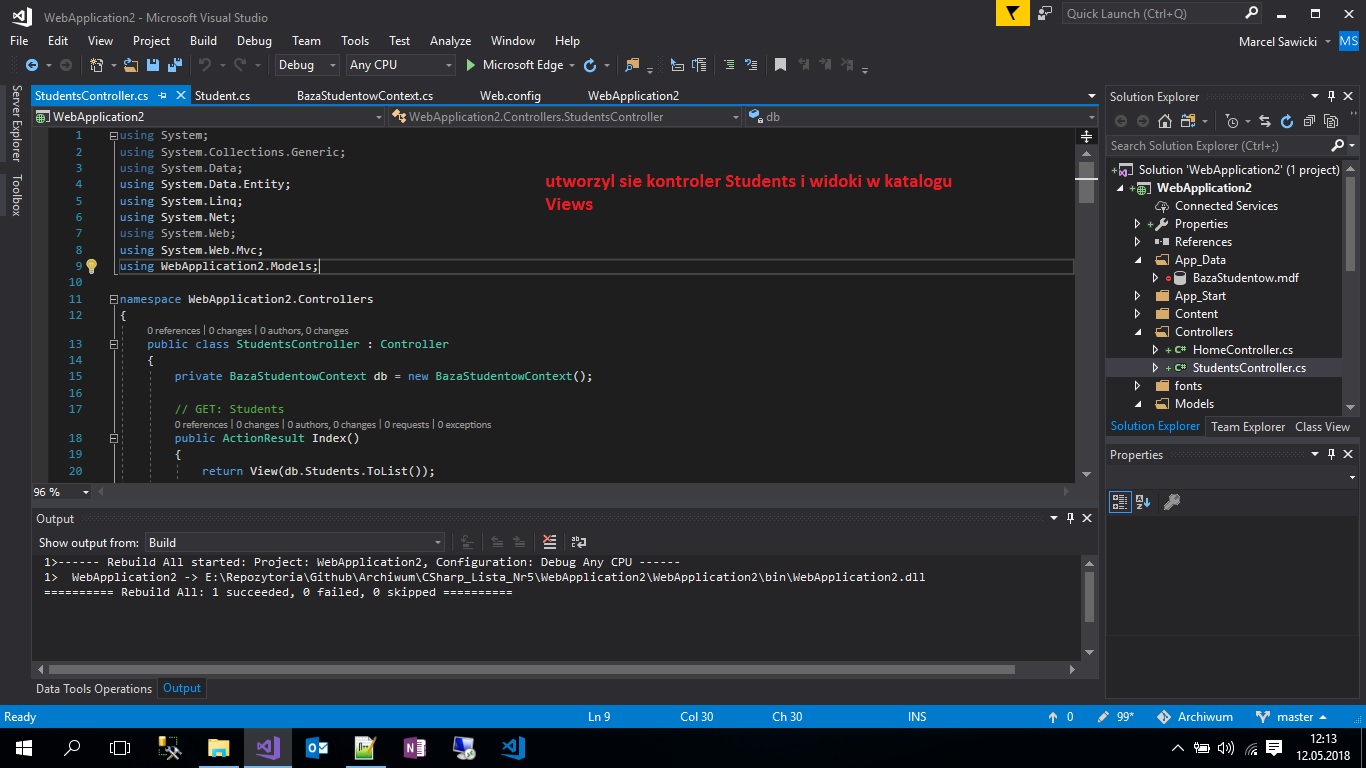 WebApplication2 - Microsoft Visual Studio
Quick Launch (Ctrl+Q)
File Edit View Project Build Debug Team Tools Test Analyze Window Help
Marcel Sawicki MS
Debug Any CPU Microsoft Edge
Server Explorer
Toolbox
StudentsController.cs Student.cs BazaStudentowContext.cs Web.config WebApplication2
WebApplication2 WebApplication2.Controllers.StudentsController db
1 using System;
2 using System.Collections.Generic;
3 using System.Data;
4 using System.Data.Entity;
5 using System.Linq;
6 using System.Net;
7 using System.Web;
8 using System.Web.Mvc;
9 using WebApplication2.Models;
10
11 namespace WebApplication2.Controllers
12 {
0 references | 0 changes | 0 authors, 0 changes
13 public class StudentsController : Controller
14 {
15 private BazaStudentowContext db = new BazaStudentowContext();
16
17 // GET: Students
0 references | 0 changes | 0 authors, 0 changes | 0 requests | 0 exceptions
18 public ActionResult Index()
19 {
20 return View(db.Students.ToList());
utworzyl sie kontroler Students i widoki w katalogu
Views
96 %
Output
Show output from: Build
1>------ Rebuild All started: Project: WebApplication2, Configuration: Debug Any CPU ------
1>  WebApplication2 -> E:\Repozytoria\Github\Archiwum\CSharp_Lista_Nr5\WebApplication2\WebApplication2\bin\WebApplication2.dll
========== Rebuild All: 1 succeeded, 0 failed, 0 skipped ==========
Data Tools Operations Output
Solution Explorer
Search Solution Explorer (Ctrl+;)
Solution 'WebApplication2' (1 project)
WebApplication2
Connected Services
Properties
References
App_Data
BazaStudentow.mdf
App_Start
Content
Controllers
HomeController.cs
StudentsController.cs
fonts
Models
Solution Explorer Team Explorer Class View
Properties
Ready Ln 9 Col 30 Ch 30 INS 0 99* Archiwum master
12:13
12.05.2018